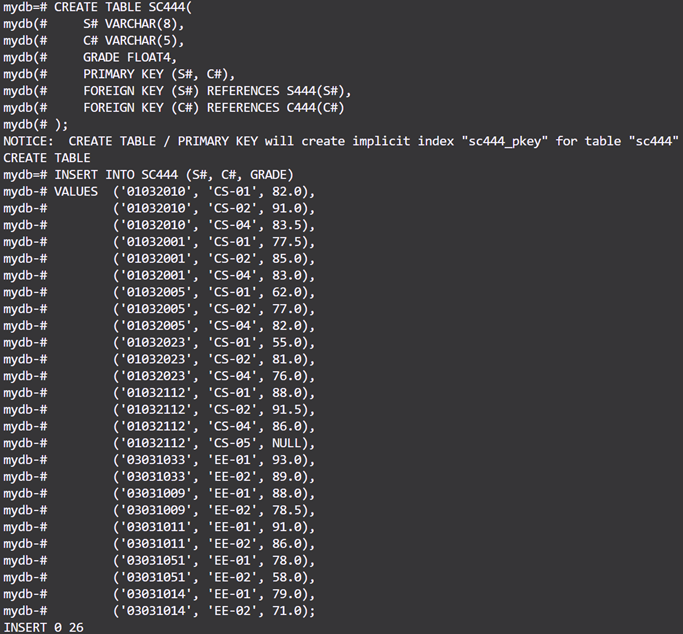 mydb=# CREATE TABLE SC444(
mydb(#     S# VARCHAR(8),
mydb(#     C# VARCHAR(5),
mydb(#     GRADE FLOAT4,
mydb(#     PRIMARY KEY (S#, C#),
mydb(#     FOREIGN KEY (S#) REFERENCES S444(S#),
mydb(#     FOREIGN KEY (C#) REFERENCES C444(C#)
mydb(# );
NOTICE:  CREATE TABLE / PRIMARY KEY will create implicit index "sc444_pkey" for table "sc444"
CREATE TABLE
mydb=# INSERT INTO SC444 (S#, C#, GRADE)
mydb-# VALUES  ('01032010', 'CS-01', 82.0),
mydb-#         ('01032010', 'CS-02', 91.0),
mydb-#         ('01032010', 'CS-04', 83.5),
mydb-#         ('01032001', 'CS-01', 77.5),
mydb-#         ('01032001', 'CS-02', 85.0),
mydb-#         ('01032001', 'CS-04', 83.0),
mydb-#         ('01032005', 'CS-01', 62.0),
mydb-#         ('01032005', 'CS-02', 77.0),
mydb-#         ('01032005', 'CS-04', 82.0),
mydb-#         ('01032023', 'CS-01', 55.0),
mydb-#         ('01032023', 'CS-02', 81.0),
mydb-#         ('01032023', 'CS-04', 76.0),
mydb-#         ('01032112', 'CS-01', 88.0),
mydb-#         ('01032112', 'CS-02', 91.5),
mydb-#         ('01032112', 'CS-04', 86.0),
mydb-#         ('01032112', 'CS-05', NULL),
mydb-#         ('03031033', 'EE-01', 93.0),
mydb-#         ('03031033', 'EE-02', 89.0),
mydb-#         ('03031009', 'EE-01', 88.0),
mydb-#         ('03031009', 'EE-02', 78.5),
mydb-#         ('03031011', 'EE-01', 91.0),
mydb-#         ('03031011', 'EE-02', 86.0),
mydb-#         ('03031051', 'EE-01', 78.0),
mydb-#         ('03031051', 'EE-02', 58.0),
mydb-#         ('03031014', 'EE-01', 79.0),
mydb-#         ('03031014', 'EE-02', 71.0);
INSERT 0 26